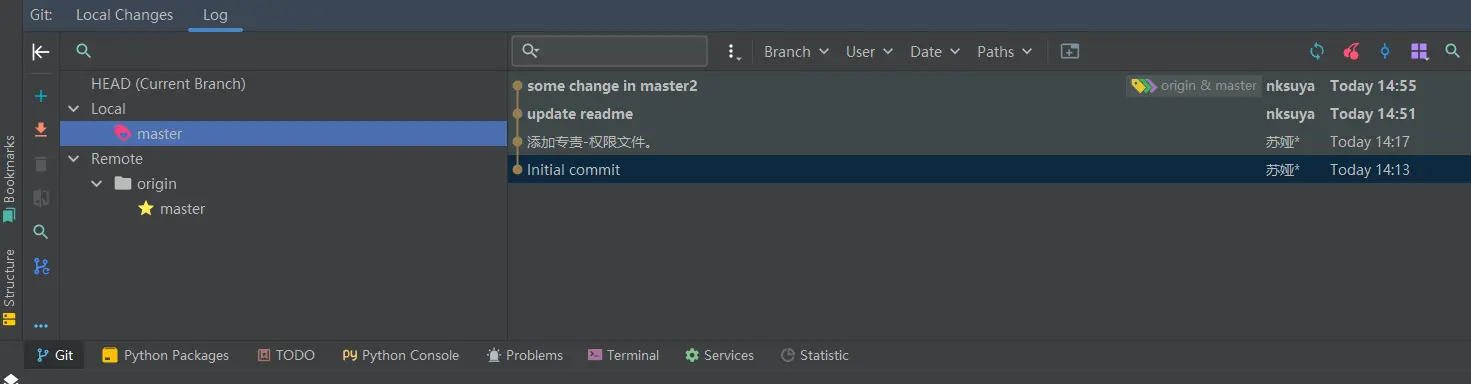 Git: Local Changes Log
Branch User Date Paths
HEAD (Current Branch)
Local
master
Remote
origin
master
some change in master2 origin & master nksuya Today 14:55
update readme nksuya Today 14:51
添加专责-权限文件。 苏娅* Today 14:17
Initial commit 苏娅* Today 14:13
Bookmarks
Structure
Git Python Packages TODO Python Console Problems Terminal Services Statistic